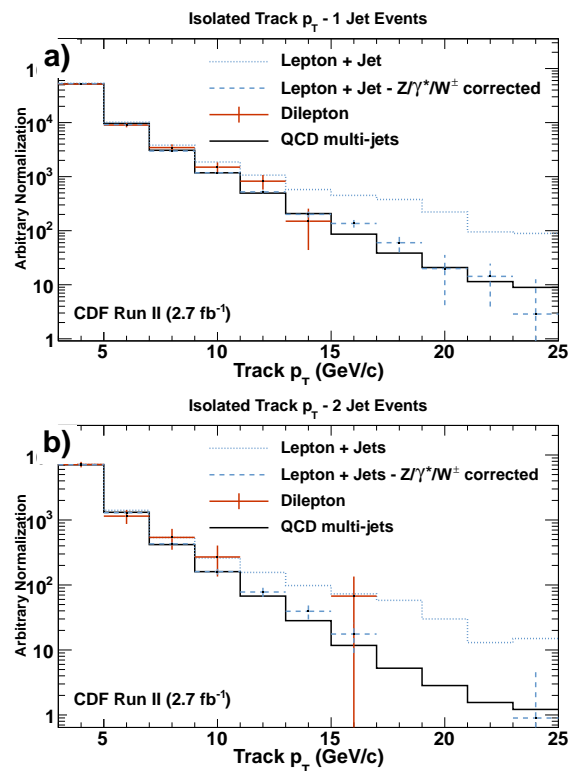 Isolated Track p_T - 1 Jet Events
a)
Lepton + Jet
Lepton + Jet - Z/γ*/W± corrected
Dilepton
QCD multi-jets
Arbitrary Normalization
10^4
10^3
10^2
10
1
CDF Run II (2.7 fb^-1)
5 10 15 20 25
Track p_T (GeV/c)
Isolated Track p_T - 2 Jet Events
b)
Lepton + Jets
Lepton + Jets - Z/γ*/W± corrected
Dilepton
QCD multi-jets
Arbitrary Normalization
10^3
10^2
10
1
CDF Run II (2.7 fb^-1)
5 10 15 20 25
Track p_T (GeV/c)